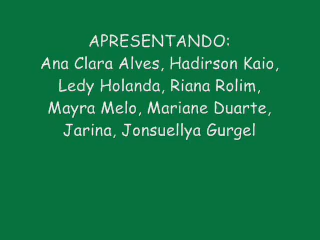 APRESENTANDO:
Ana Clara Alves, Hadirson Kaio,
Ledy Holanda, Riana Rolim,
Mayra Melo, Mariane Duarte,
Jarina, Jonsuellya Gurgel